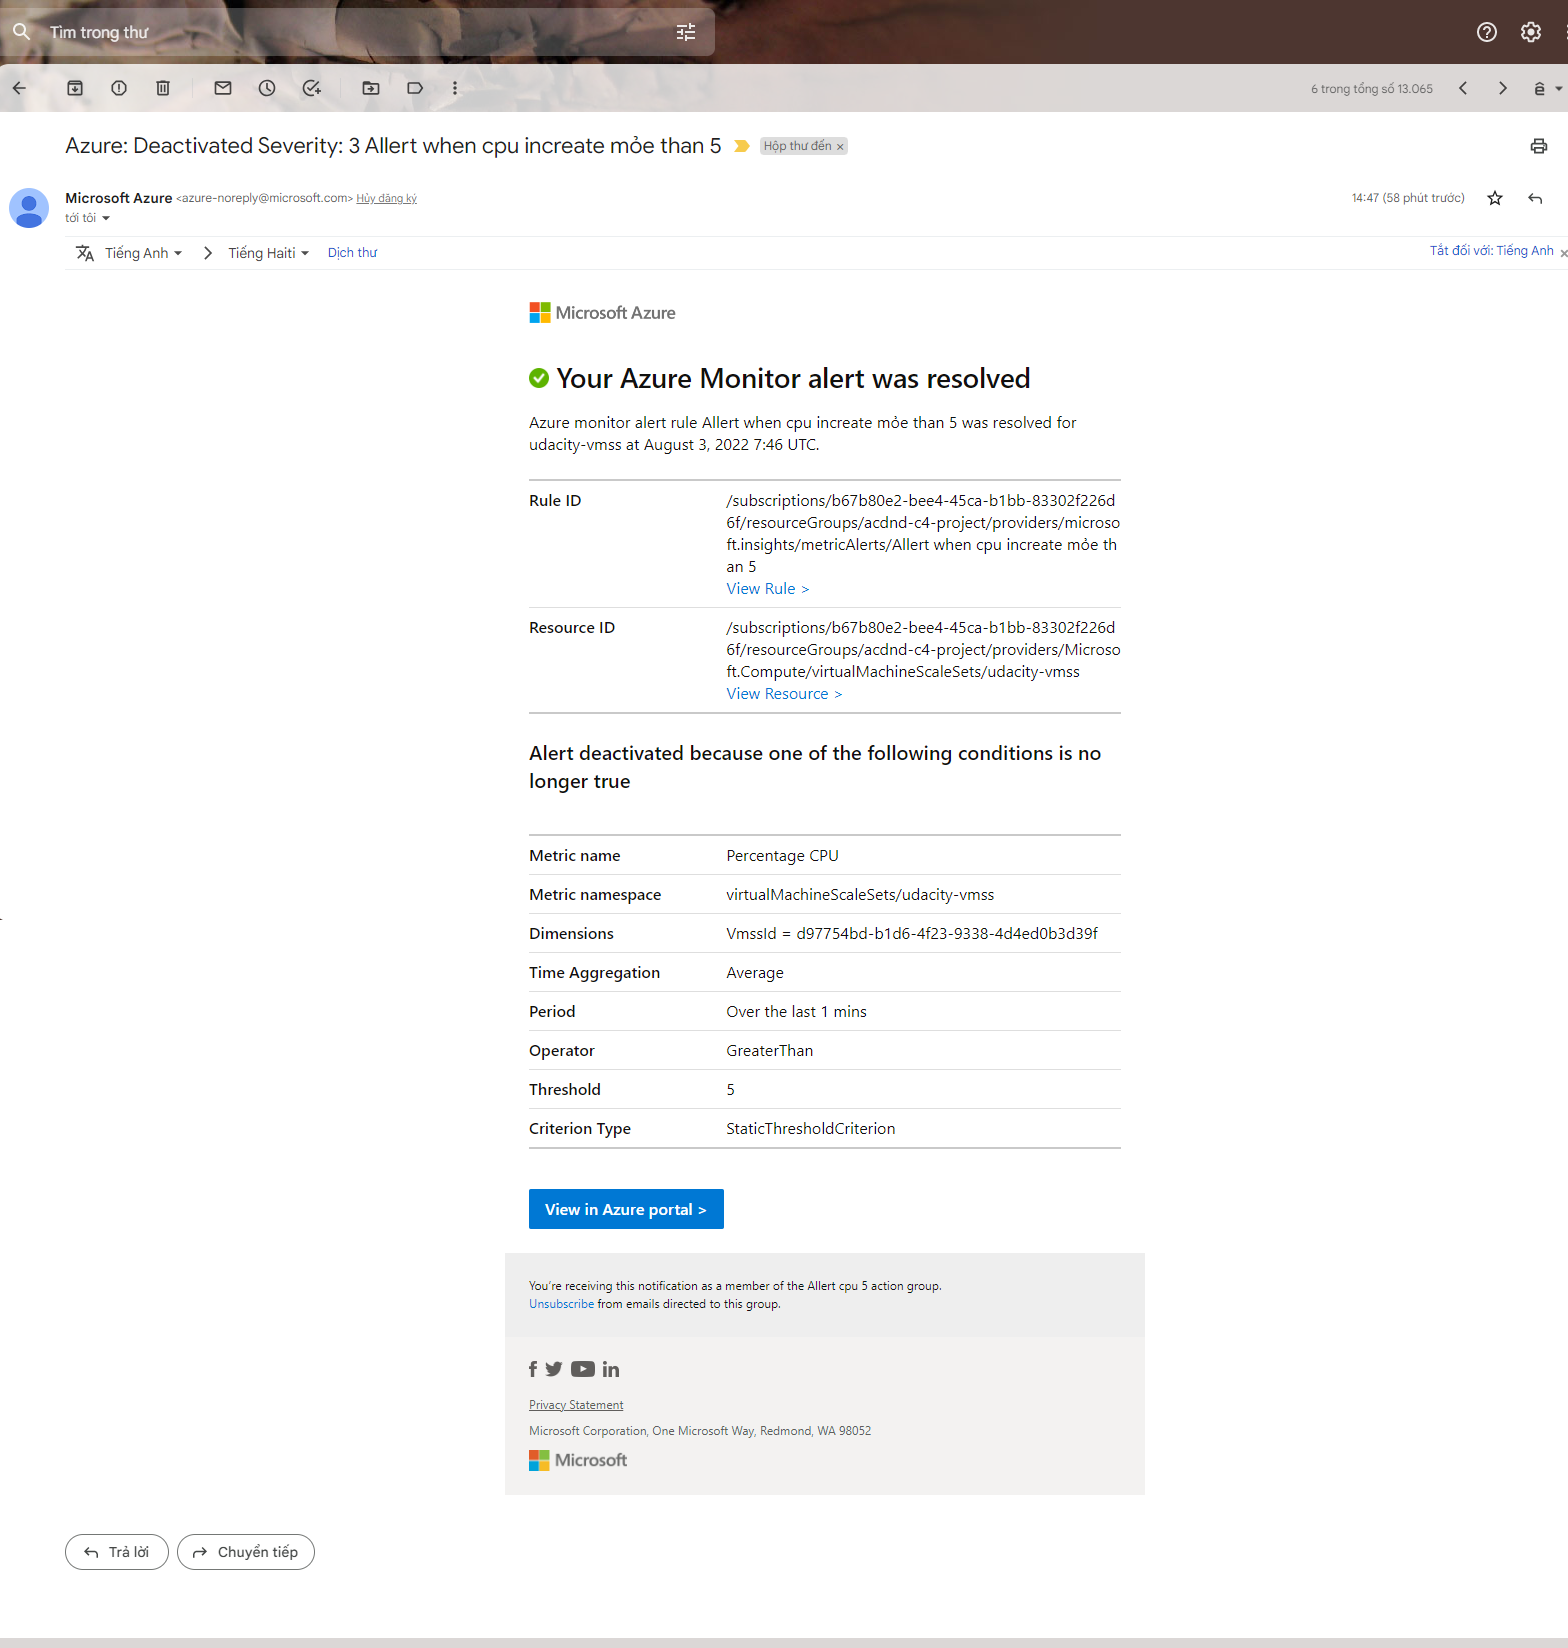 Tìm trong thư
6 trong tổng số 13.065
Azure: Deactivated Severity: 3 Allert when cpu increate mỏe than 5
Hộp thư đến ×
Microsoft Azure <azure-noreply@microsoft.com> Hủy đăng ký
14:47 (58 phút trước)
tới tôi
Tiếng Anh
Tiếng Haiti
Dịch thư
Tắt đối với: Tiếng Anh ×
Microsoft Azure
Your Azure Monitor alert was resolved
Azure monitor alert rule Allert when cpu increate mỏe than 5 was resolved for
udacity-vmss at August 3, 2022 7:46 UTC.
Rule ID
/subscriptions/b67b80e2-bee4-45ca-b1bb-83302f226d
6f/resourceGroups/acdnd-c4-project/providers/microso
ft.insights/metricAlerts/Allert when cpu increate mỏe th
an 5
View Rule >
Resource ID
/subscriptions/b67b80e2-bee4-45ca-b1bb-83302f226d
6f/resourceGroups/acdnd-c4-project/providers/Microso
ft.Compute/virtualMachineScaleSets/udacity-vmss
View Resource >
Alert deactivated because one of the following conditions is no
longer true
Metric name Percentage CPU
Metric namespace virtualMachineScaleSets/udacity-vmss
Dimensions VmssId = d97754bd-b1d6-4f23-9338-4d4ed0b3d39f
Time Aggregation Average
Period Over the last 1 mins
Operator GreaterThan
Threshold 5
Criterion Type StaticThresholdCriterion
View in Azure portal >
You're receiving this notification as a member of the Allert cpu 5 action group.
Unsubscribe from emails directed to this group.
Privacy Statement
Microsoft Corporation, One Microsoft Way, Redmond, WA 98052
Microsoft
Trả lời
Chuyển tiếp